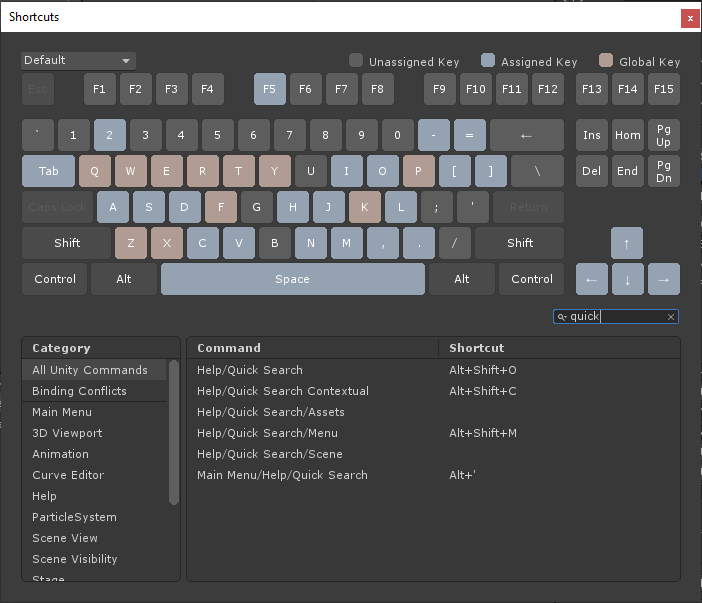 Shortcuts x
Default Unassigned Key Assigned Key Global Key
Esc F1 F2 F3 F4 F5 F6 F7 F8 F9 F10 F11 F12 F13 F14 F15
` 1 2 3 4 5 6 7 8 9 0 - = ← Ins Hom Pg Up
Tab Q W E R T Y U I O P [ ] \ Del End Pg Dn
Caps Lock A S D F G H J K L ; ' Return
Shift Z X C V B N M , . / Shift ↑
Control Alt Space Alt Control ← ↓ →
quick ×
Category Command Shortcut
All Unity Commands Help/Quick Search Alt+Shift+O
Binding Conflicts Help/Quick Search Contextual Alt+Shift+C
Main Menu Help/Quick Search/Assets
3D Viewport Help/Quick Search/Menu Alt+Shift+M
Animation Help/Quick Search/Scene
Curve Editor Main Menu/Help/Quick Search Alt+'
Help
ParticleSystem
Scene View
Scene Visibility
Stage